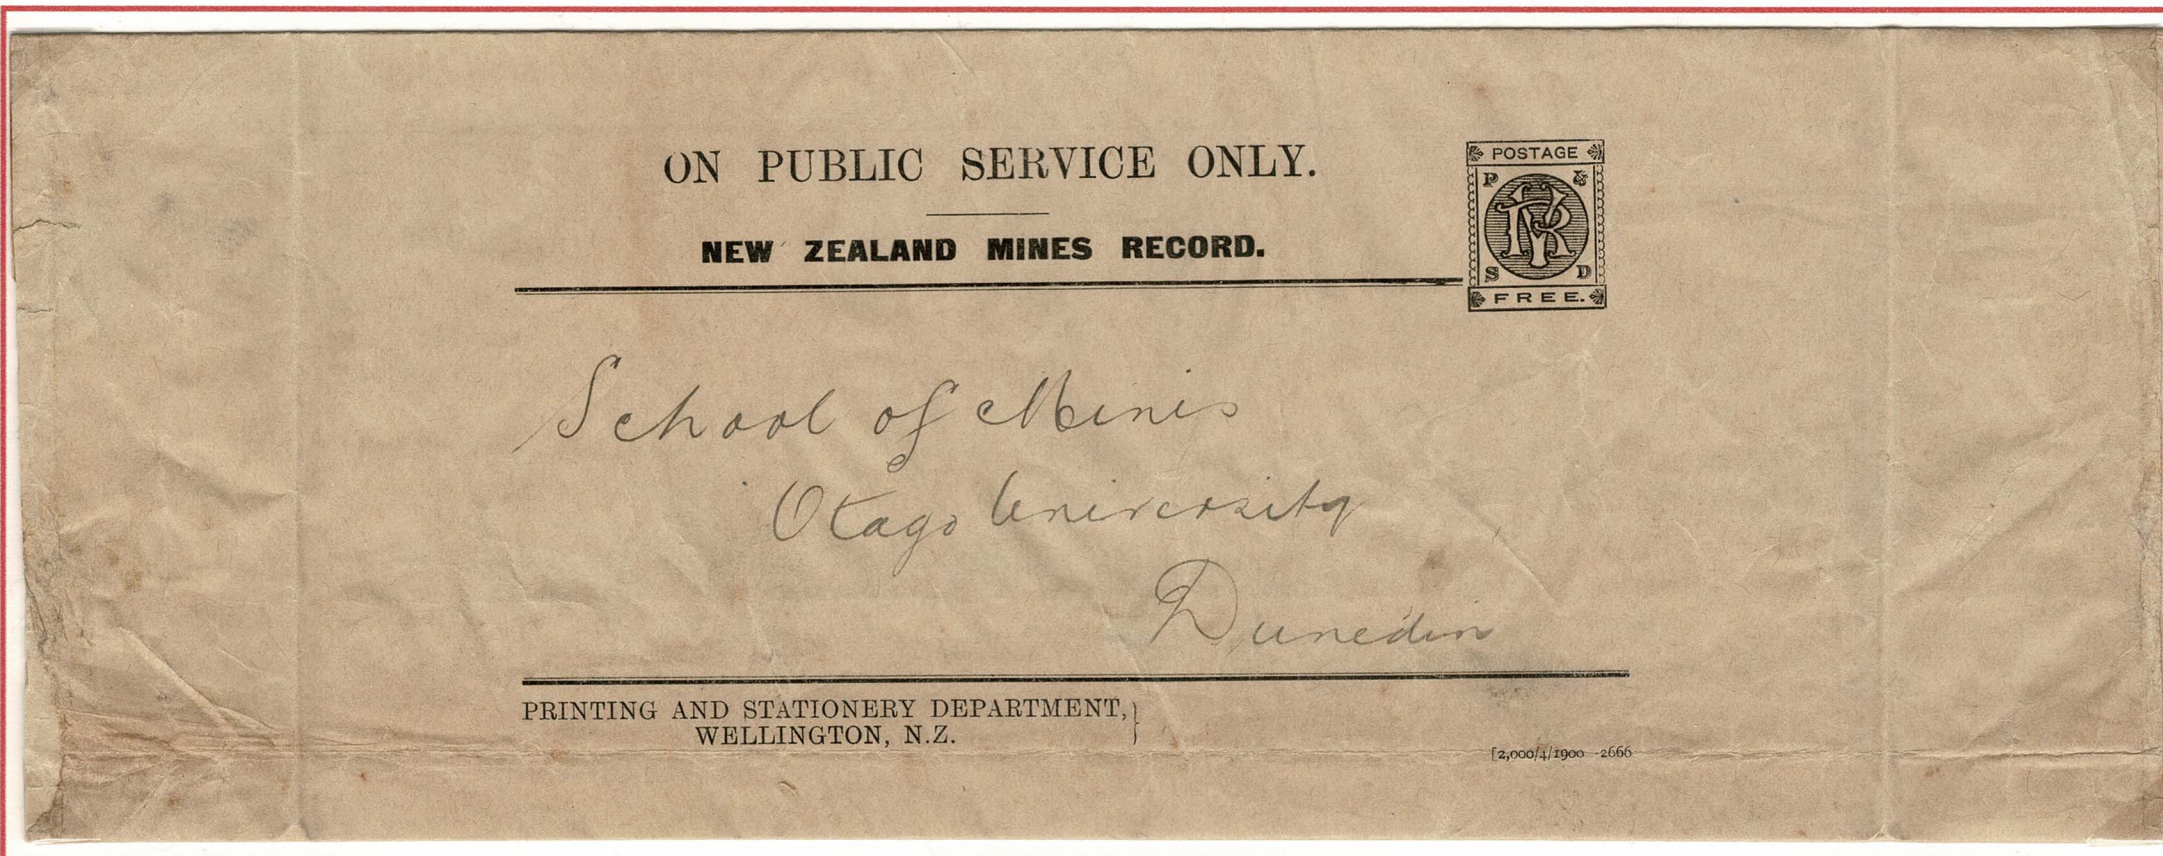 ON PUBLIC SERVICE ONLY.
POSTAGE
P &
VR
S D
FREE.
NEW ZEALAND MINES RECORD.
School of Mines
Otago University
Dunedin
PRINTING AND STATIONERY DEPARTMENT,}
WELLINGTON, N.Z.
[2,000/4/1900—2666